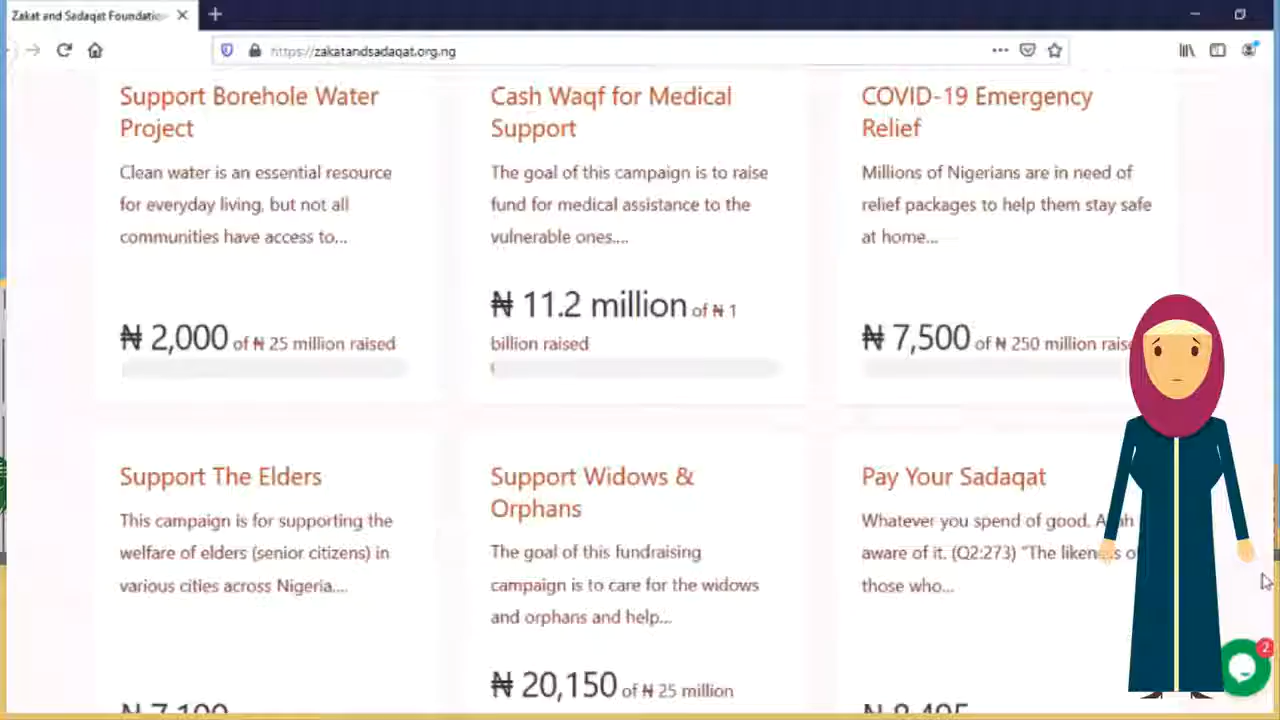 Zakat and Sadaqat Foundatio
https://zakatandsadaqat.org.ng
Support Borehole Water
Project
Clean water is an essential resource
for everyday living, but not all
communities have access to...
₦ 2,000 of ₦ 25 million raised
Cash Waqf for Medical
Support
The goal of this campaign is to raise
fund for medical assistance to the
vulnerable ones....
₦ 11.2 million of ₦ 1
billion raised
COVID-19 Emergency
Relief
Millions of Nigerians are in need of
relief packages to help them stay safe
at home...
₦ 7,500 of ₦ 250 million raise
Support The Elders
This campaign is for supporting the
welfare of elders (senior citizens) in
various cities across Nigeria....
Support Widows &
Orphans
The goal of this fundraising
campaign is to care for the widows
and orphans and help...
₦ 20,150 of ₦ 25 million
Pay Your Sadaqat
Whatever you spend of good.
aware of it. (Q2:273) "The likeness o
those who...
2